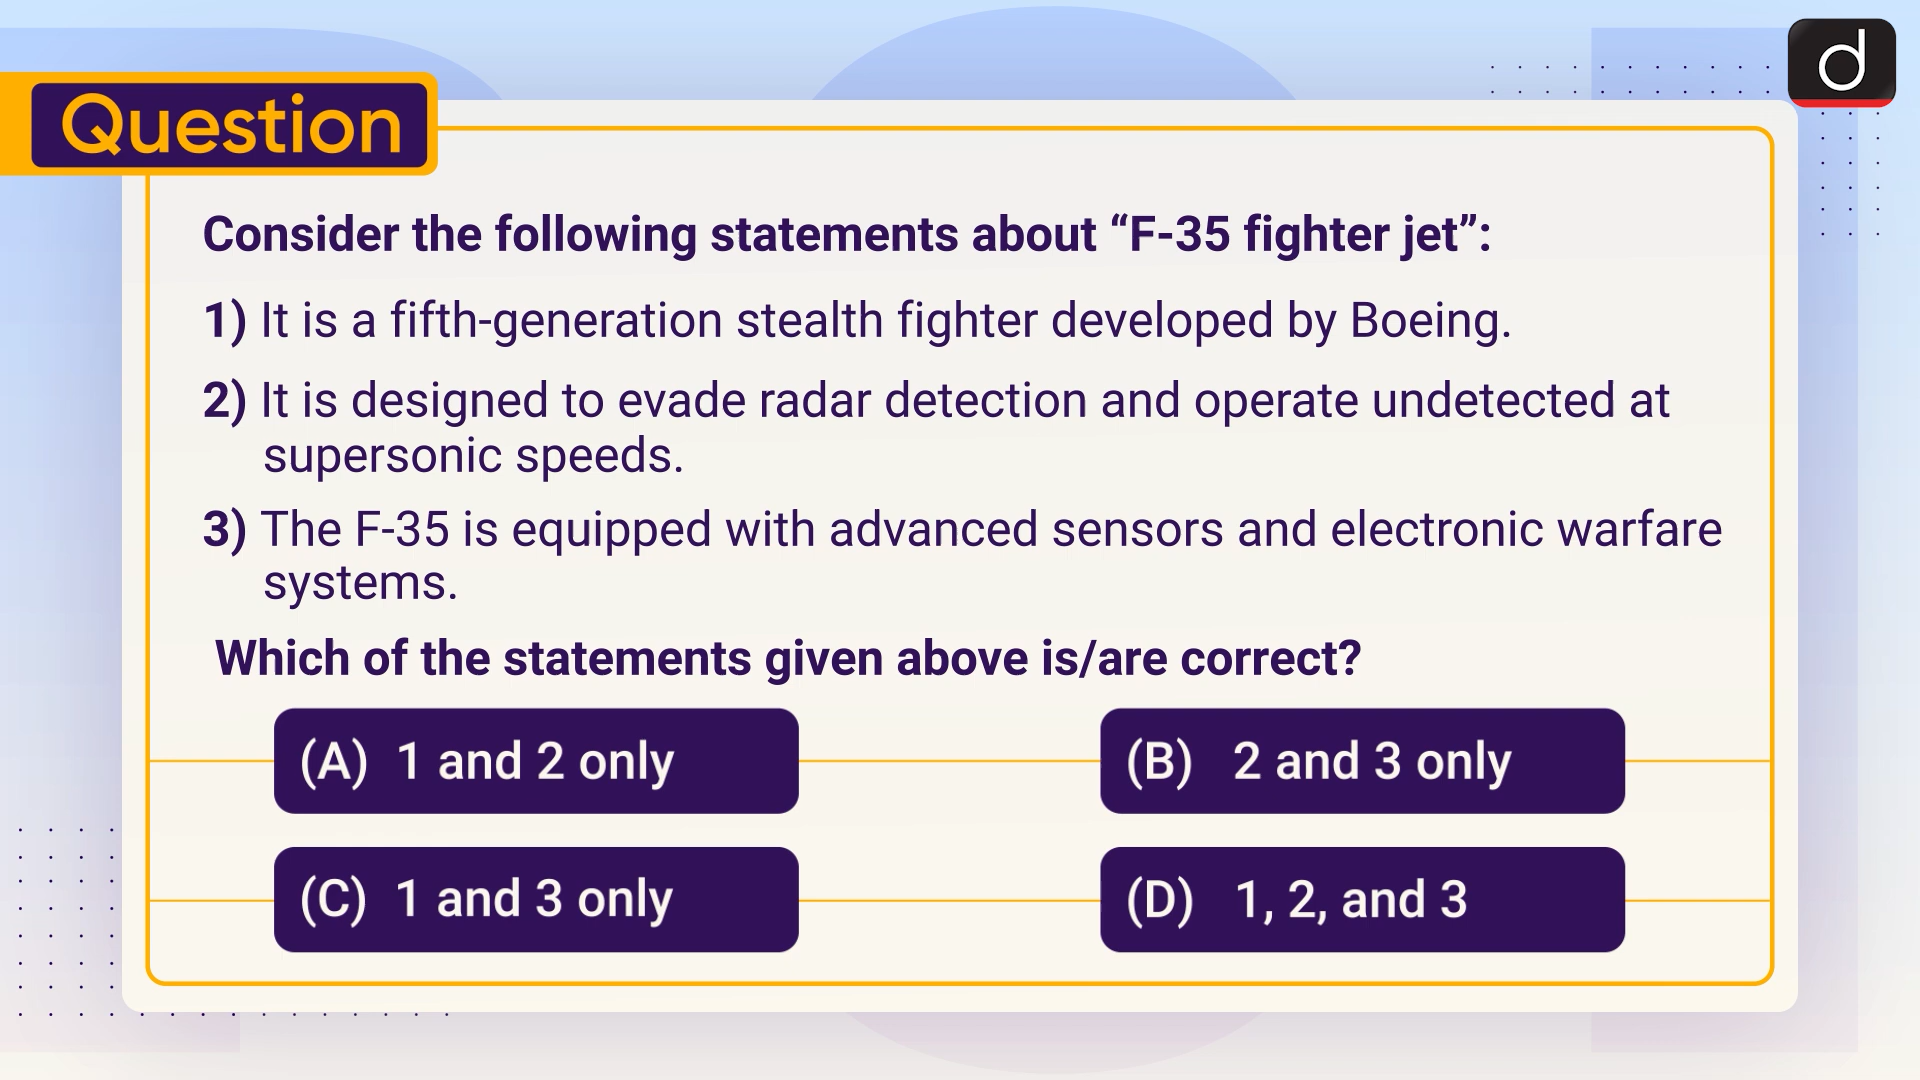 Question
Consider the following statements about “F-35 fighter jet”:
1) It is a fifth-generation stealth fighter developed by Boeing.
2) It is designed to evade radar detection and operate undetected at
supersonic speeds.
3) The F-35 is equipped with advanced sensors and electronic warfare
systems.
Which of the statements given above is/are correct?
(A) 1 and 2 only
(B) 2 and 3 only
(C) 1 and 3 only
(D) 1, 2, and 3
d